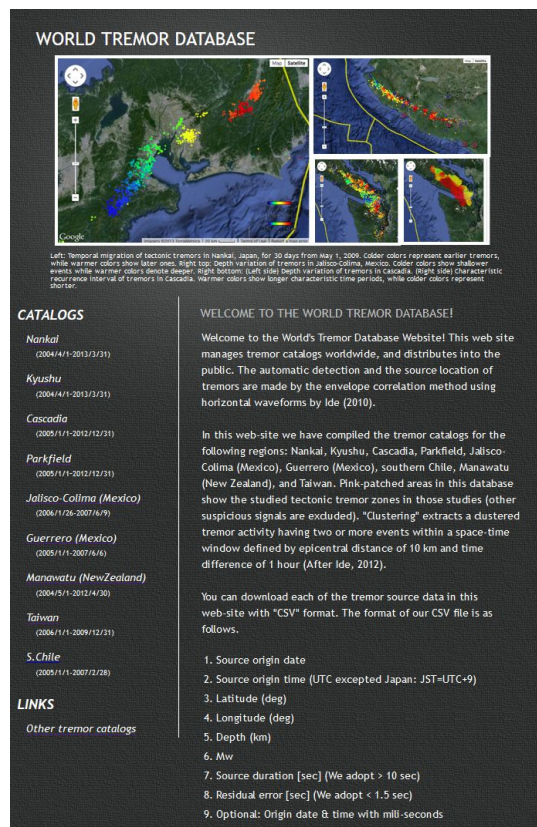 WORLD TREMOR DATABASE
Map
Satellite
Google
Left: Temporal migration of tectonic tremors in Nankai, Japan, for 30 days from May 1, 2009. Colder colors represent earlier tremors,
while warmer colors show later ones. Right top: Depth variation of tremors in Jalisco-Colima, Mexico. Colder colors show shallower
events while warmer colors denote deeper. Right bottom: (Left side) Depth variation of tremors in Cascadia. (Right side) Characteristic
recurrence interval of tremors in Cascadia. Warmer colors show longer characteristic time periods, while colder colors represent
shorter.
CATALOGS
Nankai
(2004/4/1-2013/3/31)
Kyushu
(2004/4/1-2013/3/31)
Cascadia
(2005/1/1-2012/12/31)
Parkfield
(2005/1/1-2012/12/31)
Jalisco-Colima (Mexico)
(2006/1/26-2007/6/9)
Guerrero (Mexico)
(2005/1/1-2007/6/6)
Manawatu (NewZealand)
(2004/5/1-2012/4/30)
Taiwan
(2006/1/1-2009/12/31)
S.Chile
(2005/1/1-2007/2/28)
LINKS
Other tremor catalogs
WELCOME TO THE WORLD TREMOR DATABASE!
Welcome to the World's Tremor Database Website! This web site
manages tremor catalogs worldwide, and distributes into the
public. The automatic detection and the source location of
tremors are made by the envelope correlation method using
horizontal waveforms by Ide (2010).
In this web-site we have compiled the tremor catalogs for the
following regions: Nankai, Kyushu, Cascadia, Parkfield, Jalisco-
Colima (Mexico), Guerrero (Mexico), southern Chile, Manawatu
(New Zealand), and Taiwan. Pink-patched areas in this database
show the studied tectonic tremor zones in those studies (other
suspicious signals are excluded). "Clustering" extracts a clustered
tremor activity having two or more events within a space-time
window defined by epicentral distance of 10 km and time
difference of 1 hour (After Ide, 2012).
You can download each of the tremor source data in this
web-site with "CSV" format. The format of our CSV file is as
follows.
1. Source origin date
2. Source origin time (UTC excepted Japan: JST=UTC+9)
3. Latitude (deg)
4. Longitude (deg)
5. Depth (km)
6. Mw
7. Source duration [sec] (We adopt > 10 sec)
8. Residual error [sec] (We adopt < 1.5 sec)
9. Optional: Origin date & time with mili-seconds